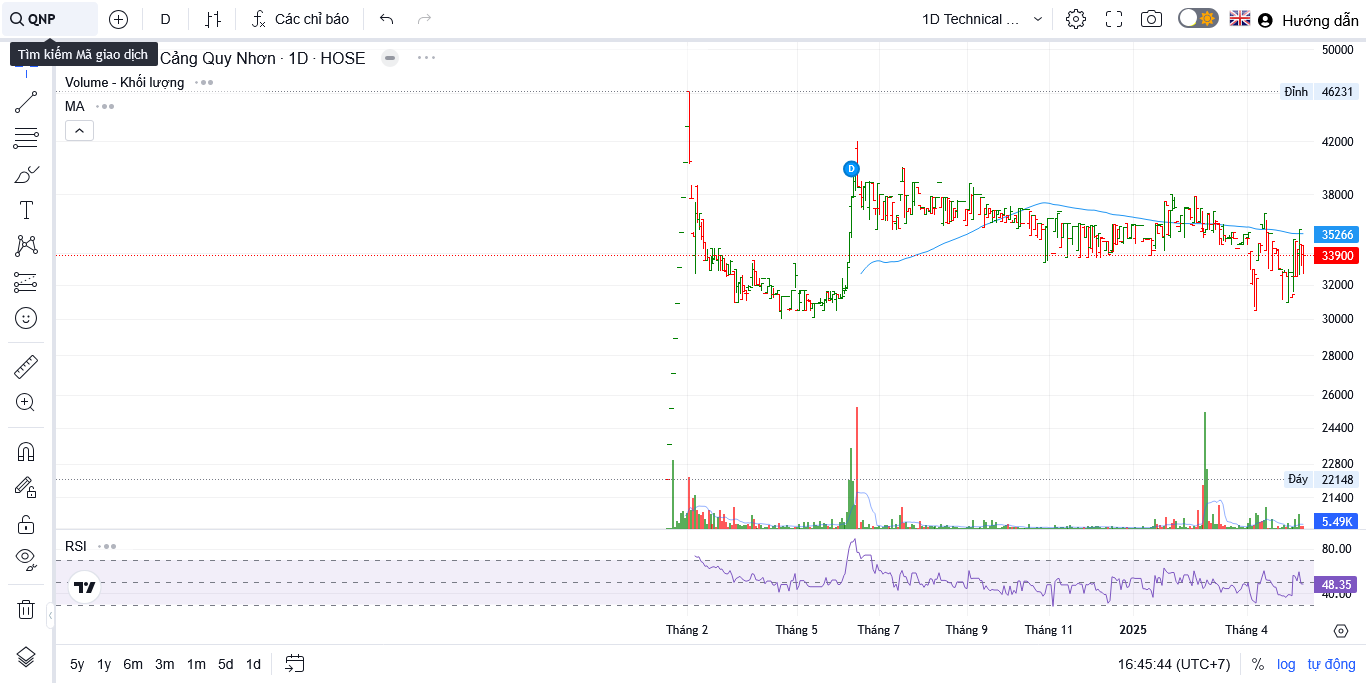 QNP
D
Các chỉ báo
1D Technical ...
Hướng dẫn
Tìm kiếm Mã giao dịch
Cảng Quy Nhơn · 1D · HOSE
Volume - Khối lượng
MA
50000
Đỉnh 46231
42000
D
38000
35266
33900
32000
30000
28000
26000
24400
22800
Đáy 22148
21400
5.49K
RSI
80.00
48.35
40.00
Tháng 2 Tháng 5 Tháng 7 Tháng 9 Tháng 11 2025 Tháng 4
5y 1y 6m 3m 1m 5d 1d
16:45:44 (UTC+7) % log tự động